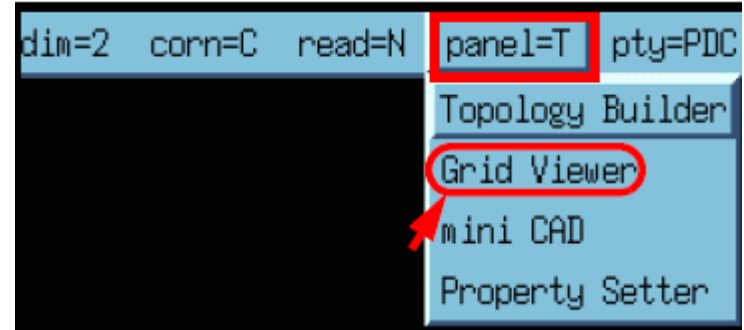 dim=2 corn=C read=N panel=T pty=PDC
Topology Builder
Grid Viewer
mini CAD
Property Setter